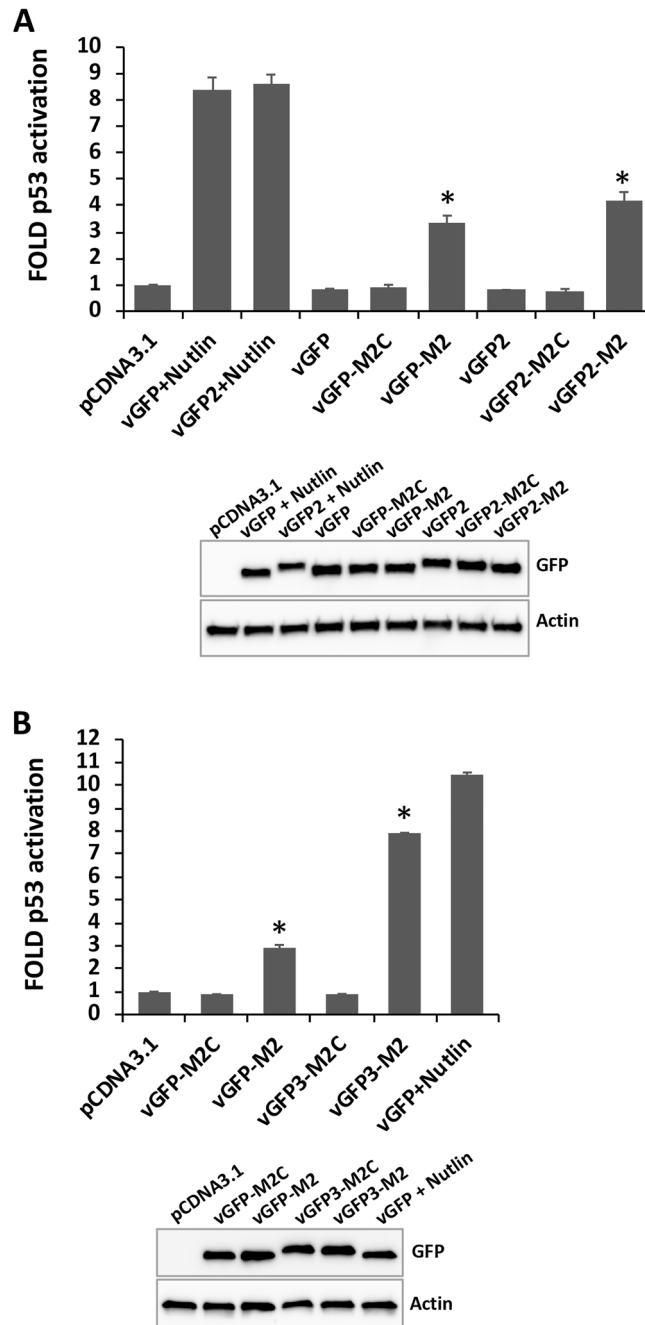 A
FOLD p53 activation
10
9
8
7
6
5
4
3
2
1
0
* *
pCDNA3.1 vGFP+Nutlin vGFP2+Nutlin vGFP vGFP-M2C vGFP-M2 vGFP2 vGFP2-M2C vGFP2-M2
pCDNA3.1 vGFP + Nutlin vGFP2 + Nutlin vGFP vGFP-M2C vGFP-M2 vGFP2 vGFP2-M2C vGFP2-M2
GFP
Actin
B
FOLD p53 activation
12
11
10
9
8
7
6
5
4
3
2
1
0
* *
pCDNA3.1 vGFP-M2C vGFP-M2 vGFP3-M2C vGFP3-M2 vGFP+Nutlin
pCDNA3.1 vGFP-M2C vGFP-M2 vGFP3-M2C vGFP3-M2 vGFP + Nutlin
GFP
Actin